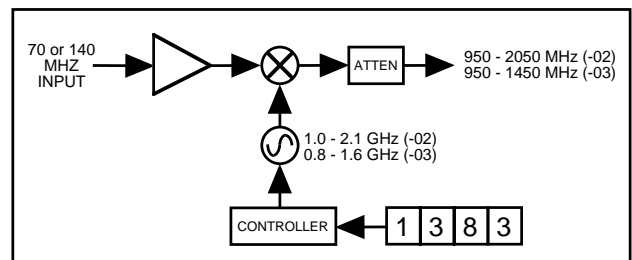 70 or 140
MHZ
INPUT
ATTEN
950 - 2050 MHz (-02)
950 - 1450 MHz (-03)
1.0 - 2.1 GHz (-02)
0.8 - 1.6 GHz (-03)
CONTROLLER
1 3 8 3